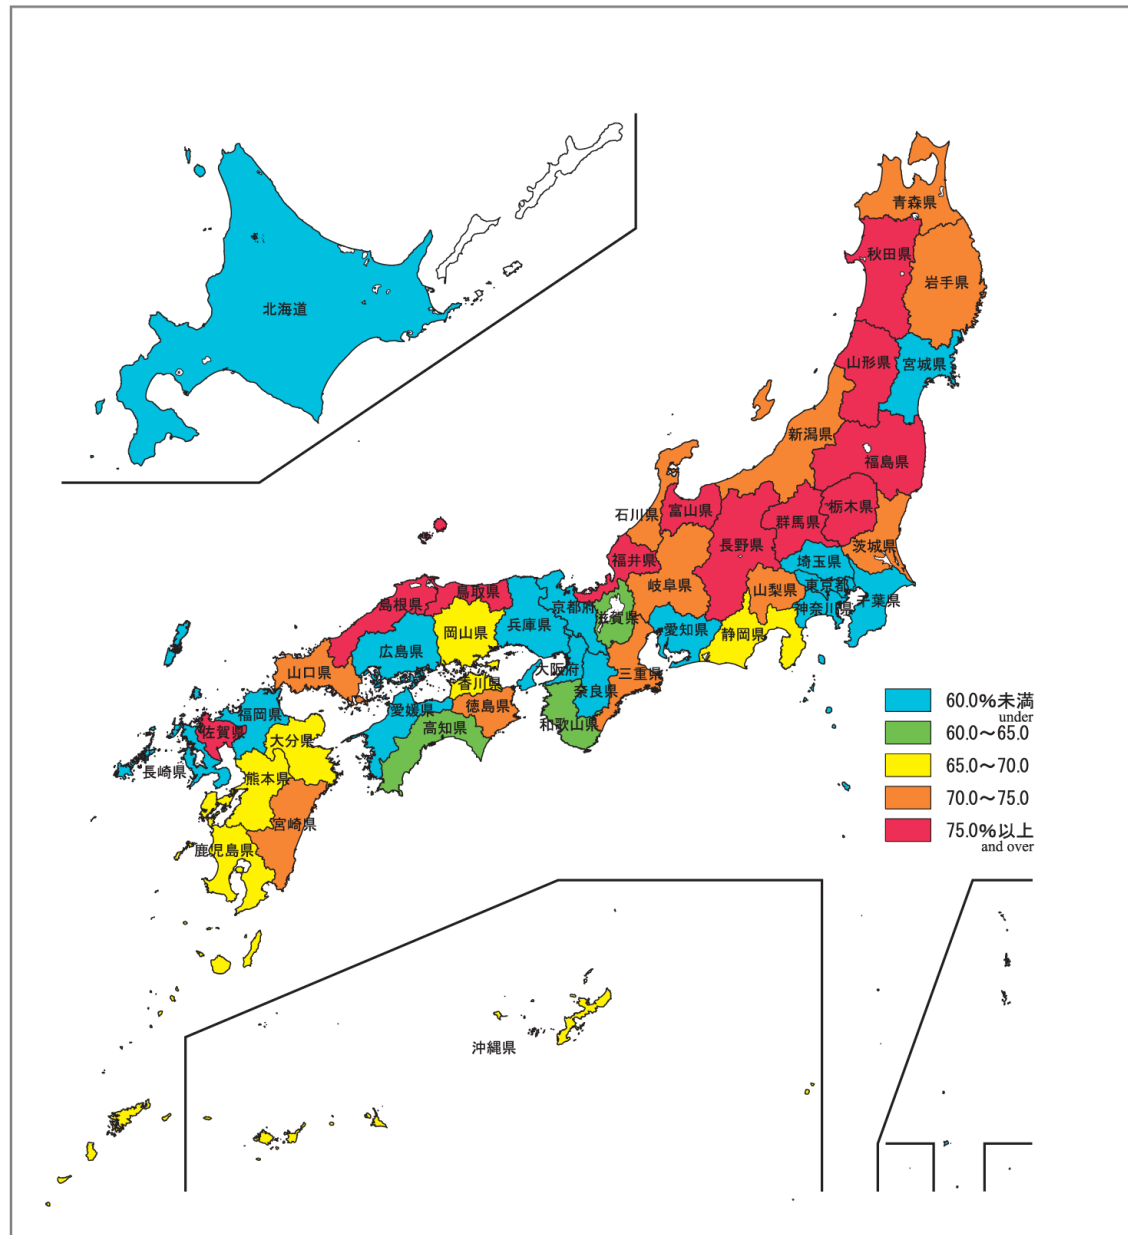 青森県
秋田県
岩手県
北海道
山形県
宮城県
新潟県
福島県
石川県
富山県
群馬県
栃木県
長野県
茨城県
福井県
埼玉県
岐阜県
山梨県
東京都
鳥取県
島根県
京都府
滋賀県
神奈川県
千葉県
岡山県
兵庫県
愛知県
静岡県
広島県
山口県
香川県
大阪府
三重県
奈良県
福岡県
愛媛県
徳島県
和歌山県
佐賀県
高知県
大分県
長崎県
熊本県
宮崎県
鹿児島県
沖縄県
60.0%未満
under
60.0～65.0
65.0～70.0
70.0～75.0
75.0%以上
and over